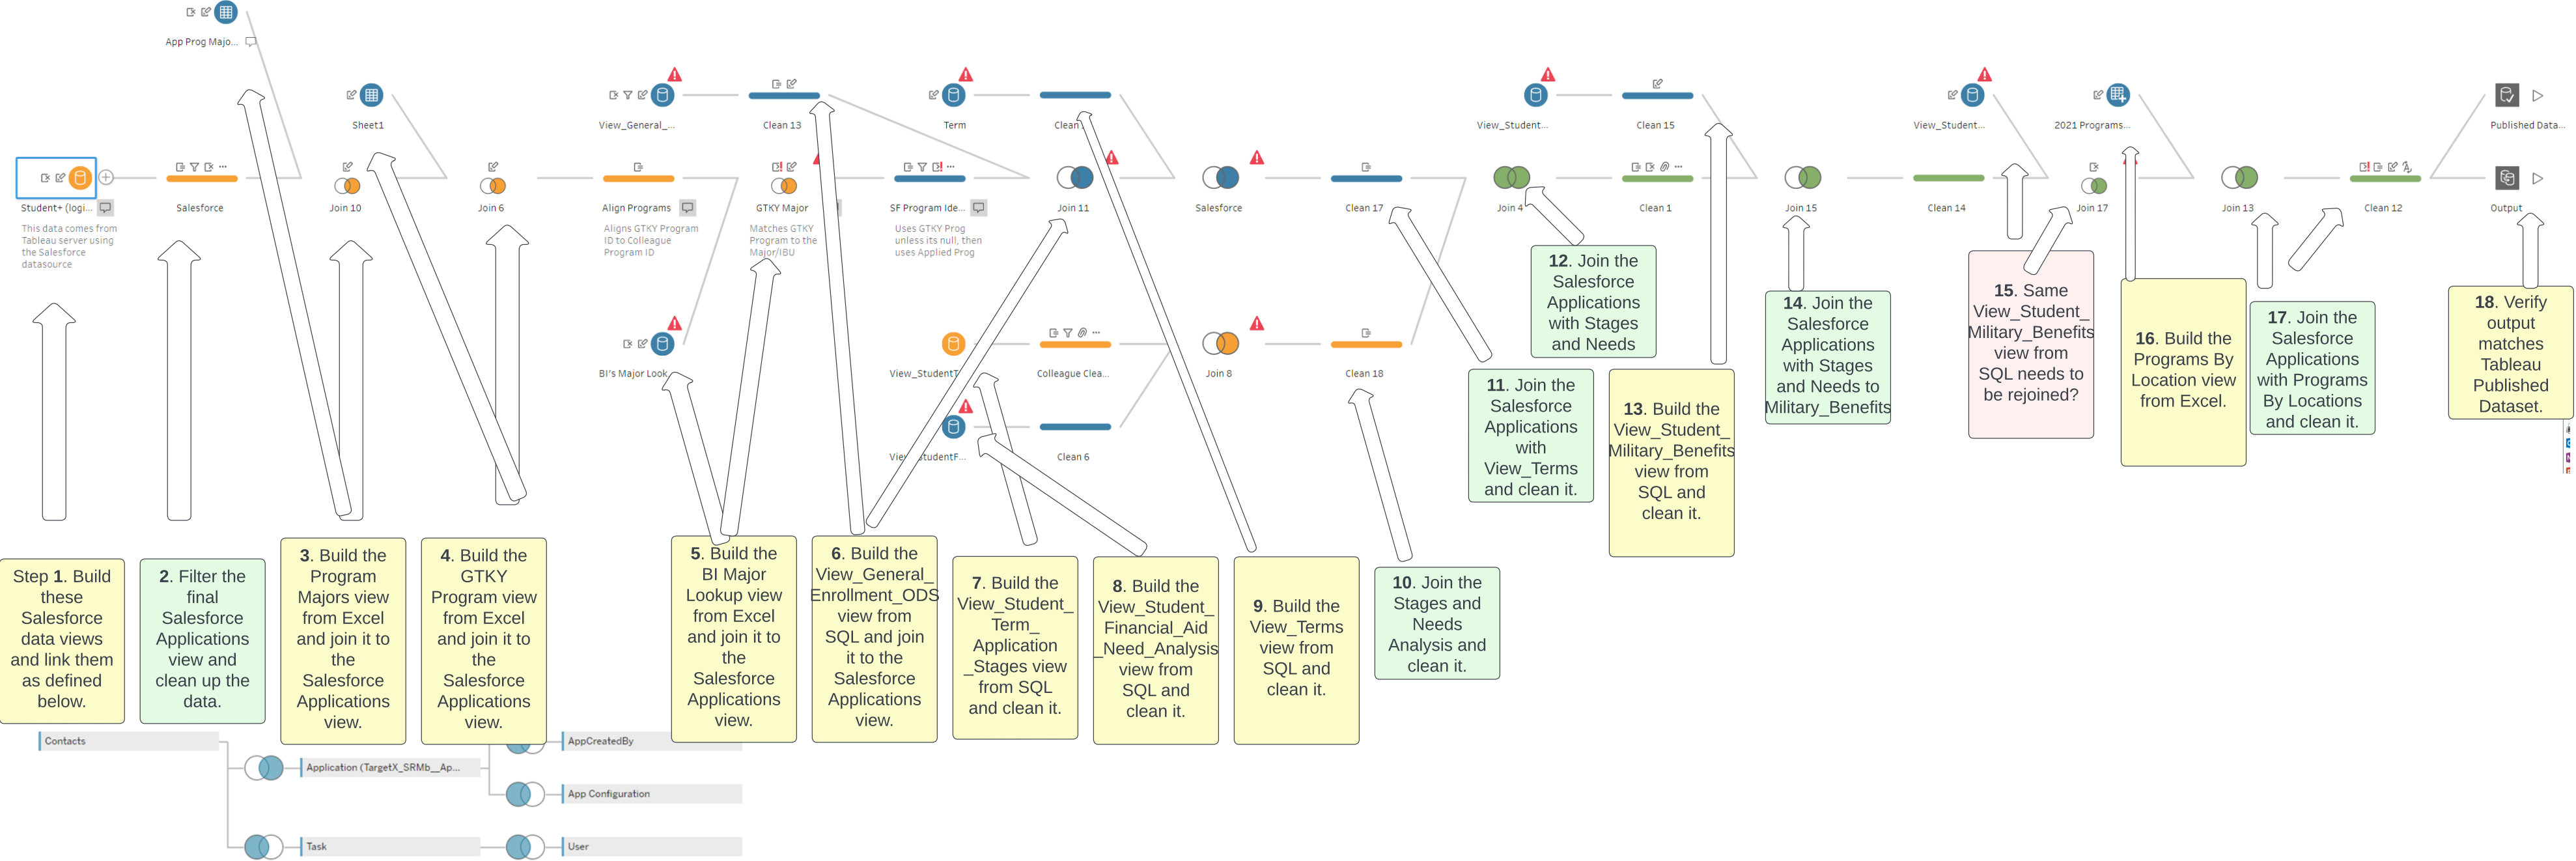 App Prog Majo...
Sheet1
View_General_...
Clean 13
Term
Clean
View_Student...
Clean 15
View_Student...
2021 Programs...
Published Data...
Student+ (logi...
This data comes from
Tableau server using
the Salesforce
datasource
Salesforce
Join 10
Join 6
Align Programs
Aligns GTKY Program
ID to Colleague
Program ID
GTKY Major
Matches GTKY
Program to the
Major/IBU
SF Program Ide...
Uses GTKY Prog
unless its null, then
uses Applied Prog
Join 11
Salesforce
Clean 17
Join 4
Clean 1
Join 15
Clean 14
Join 17
Join 13
Clean 12
Output
BI's Major Look...
View_StudentT
Colleague Clea...
Join 8
Clean 18
View_StudentF...
Clean 6
Step 1. Build
these
Salesforce
data views
and link them
as defined
below.
2. Filter the
final
Salesforce
Applications
view and
clean up the
data.
3. Build the
Program
Majors view
from Excel
and join it to
the
Salesforce
Applications
view.
4. Build the
GTKY
Program view
from Excel
and join it to
the
Salesforce
Applications
view.
5. Build the
BI Major
Lookup view
from Excel
and join it to
the
Salesforce
Applications
view.
6. Build the
View_General_
Enrollment_ODS
view from
SQL and join
it to the
Salesforce
Applications
view.
7. Build the
View_Student_
Term_
Application
_Stages view
from SQL
and clean it.
8. Build the
View_Student_
Financial_Aid
_Need_Analysis
view from
SQL and
clean it.
9. Build the
View_Terms
view from
SQL and
clean it.
10. Join the
Stages and
Needs
Analysis and
clean it.
11. Join the
Salesforce
Applications
with
View_Terms
and clean it.
12. Join the
Salesforce
Applications
with Stages
and Needs
13. Build the
View_Student_
Military_Benefits
view from
SQL and
clean it.
14. Join the
Salesforce
Applications
with Stages
and Needs to
Military_Benefits
15. Same
View_Student_
Military_Benefits
view from
SQL needs to
be rejoined?
16. Build the
Programs By
Location view
from Excel.
17. Join the
Salesforce
Applications
with Programs
By Locations
and clean it.
18. Verify
output
matches
Tableau
Published
Dataset.
Contacts
Application (TargetX_SRMb__Ap...
AppCreatedBy
App Configuration
Task
User